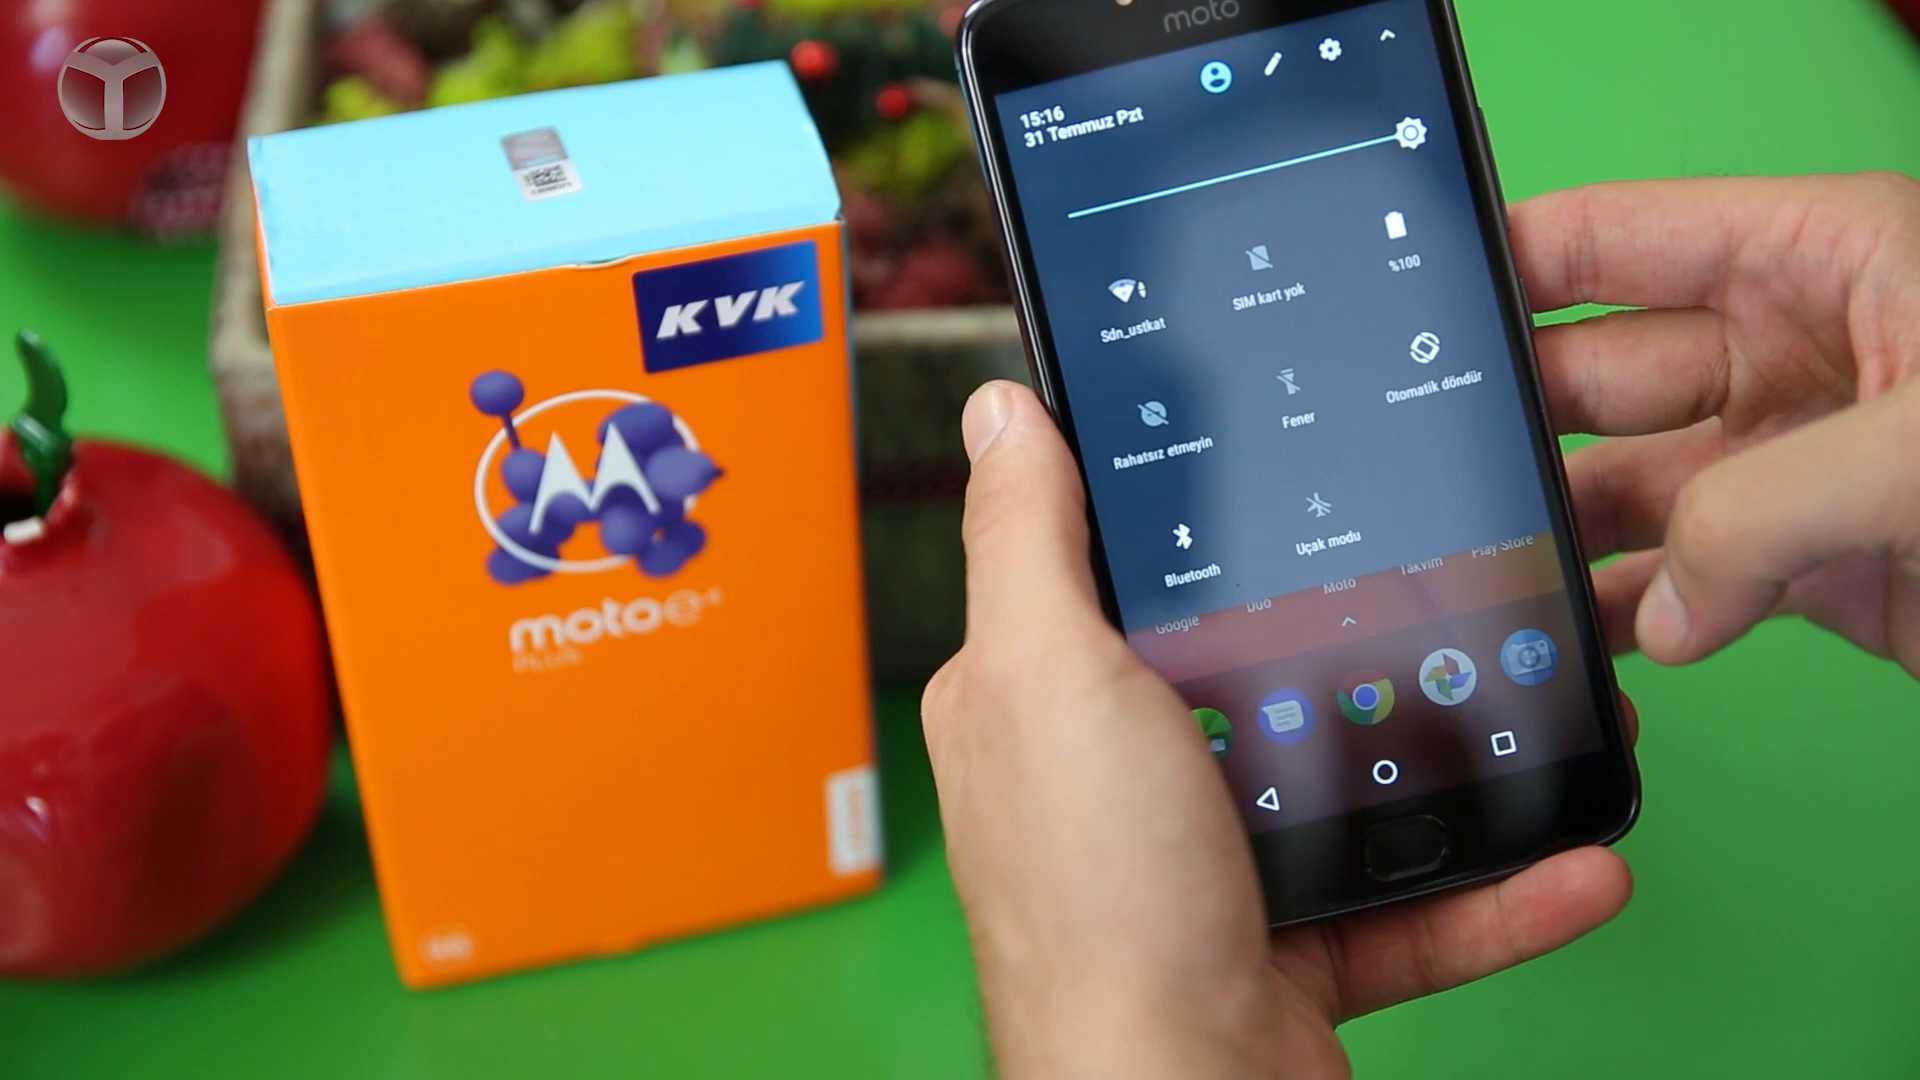 moto
15:16
31 Temmuz Pzt
Sdn_ustkat
SIM kart yok
%100
Rahatsız etmeyin
Fener
Otomatik döndür
Bluetooth
Uçak modu
Google
Duo
Moto
Takvim
Play Store
KVK
moto e4
PLUS